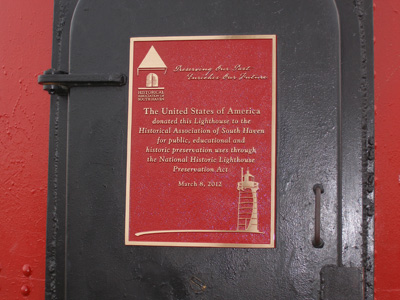 Preserving Our Past
Enriches Our Future
HISTORICAL
ASSOCIATION OF
SOUTH HAVEN
The United States of America
donated this Lighthouse to the
Historical Association of South Haven
for public, educational and
historic preservation uses through
the National Historic Lighthouse
Preservation Act
March 8, 2012